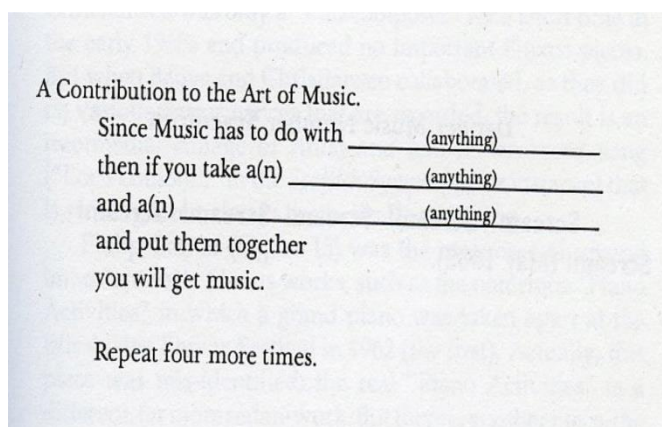 A Contribution to the Art of Music.
Since Music has to do with (anything)
then if you take a(n) (anything)
and a(n) (anything)
and put them together
you will get music.
Repeat four more times.